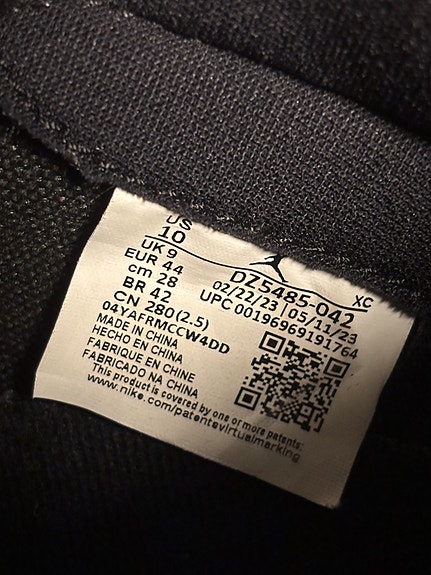 US
10
UK 9
EUR 44
cm 28
BR 42
CN 280(2.5)
04YAFRMCCW4DD
MADE IN CHINA
HECHO EN CHINA
FABRIQUE EN CHINE
FABRICADO NA CHINA
This product is covered by one or more patents:
www.nike.com/patentsvirtualmarking
XC
DZ5485-042
02/22/23 | 05/11/23
UPC 00196969191764